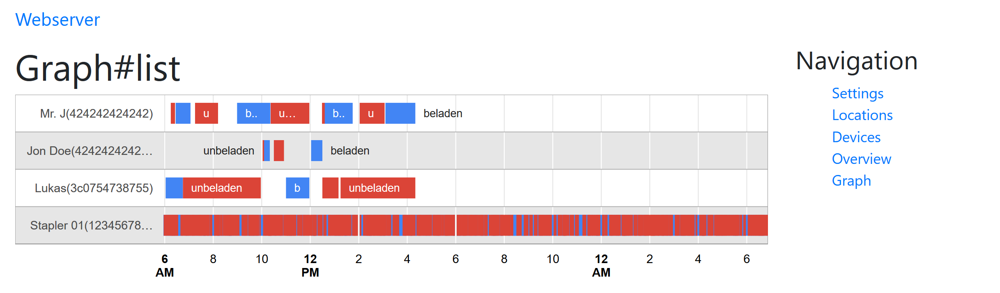 Webserver
Graph#list
Navigation
Settings
Locations
Devices
Overview
Graph
Mr. J(424242424242) u b.. u... b.. u beladen
Jon Doe(4242424242... unbeladen beladen
Lukas(3c0754738755) unbeladen b unbeladen
Stapler 01(12345678...
6 8 10 12 2 4 6 8 10 12 2 4 6
AM PM AM